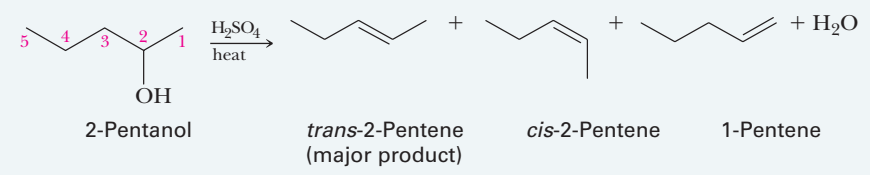 5 4 3 2 1
OH
H₂SO₄
heat
+ + + H₂O
2-Pentanol
trans-2-Pentene
(major product)
cis-2-Pentene
1-Pentene